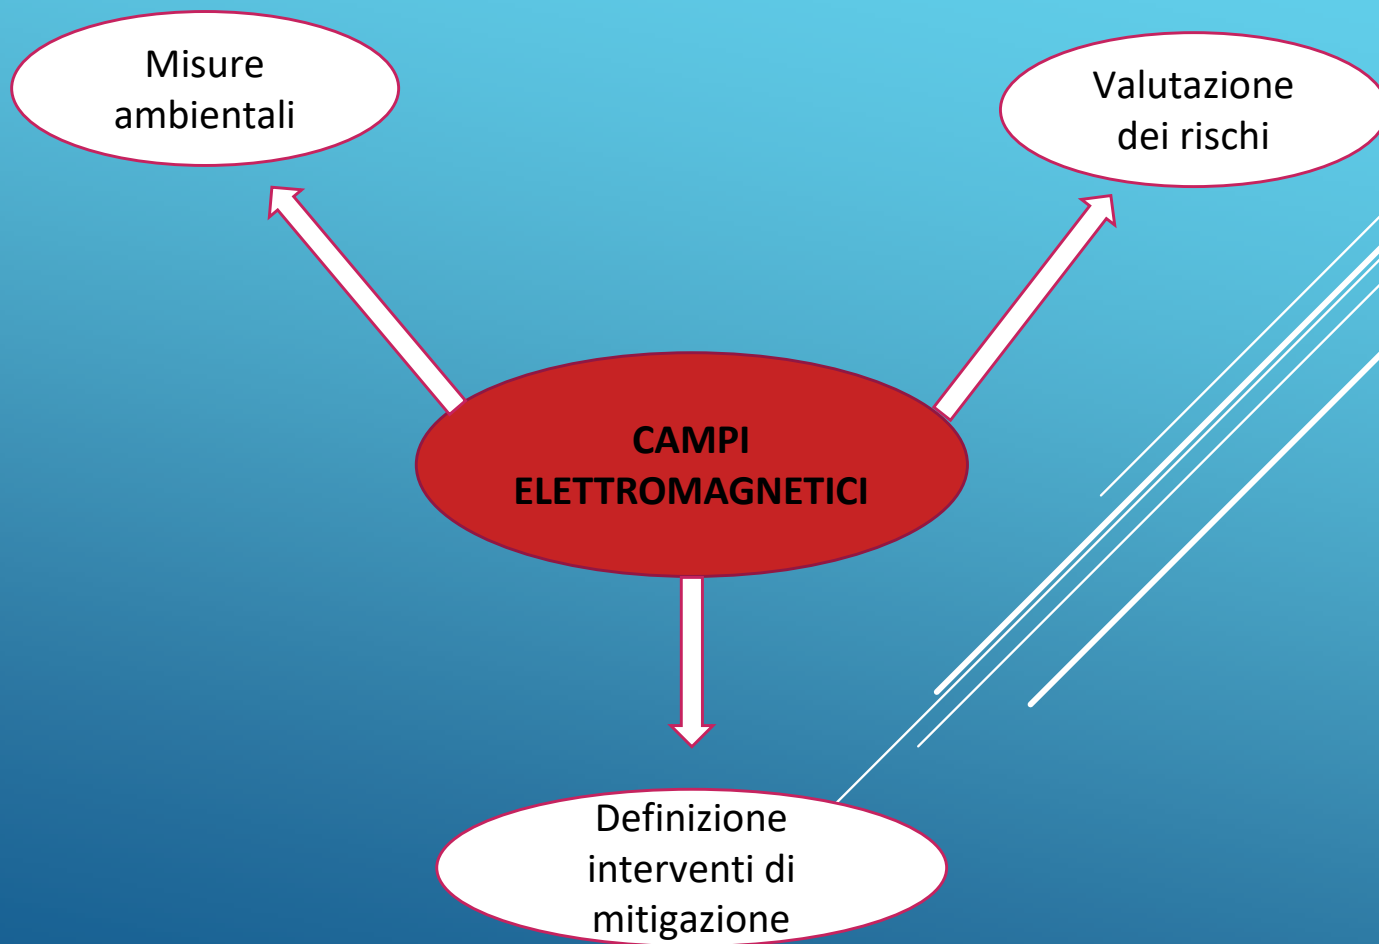 Misure
ambientali
Valutazione
dei rischi
CAMPI
ELETTROMAGNETICI
Definizione
interventi di
mitigazione